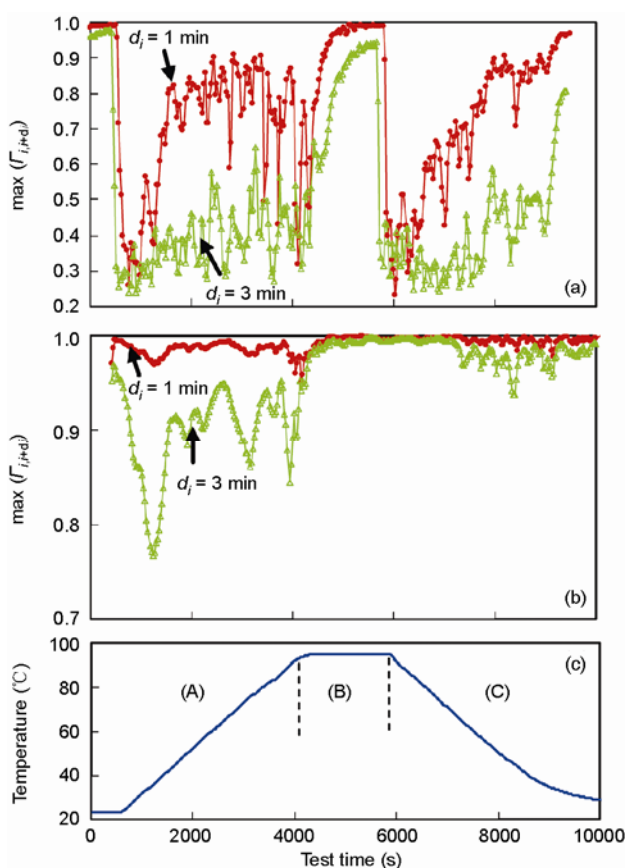 1.0
0.9
0.8
0.7
0.6
0.5
0.4
0.3
0.2
max (Γi,i+di)
di = 1 min
di = 3 min
(a)
1.0
0.9
0.8
0.7
max (Γi,i+di)
di = 1 min
di = 3 min
(b)
100
80
60
40
20
Temperature (℃)
(A)
(B)
(C)
(c)
0 2000 4000 6000 8000 10000
Test time (s)